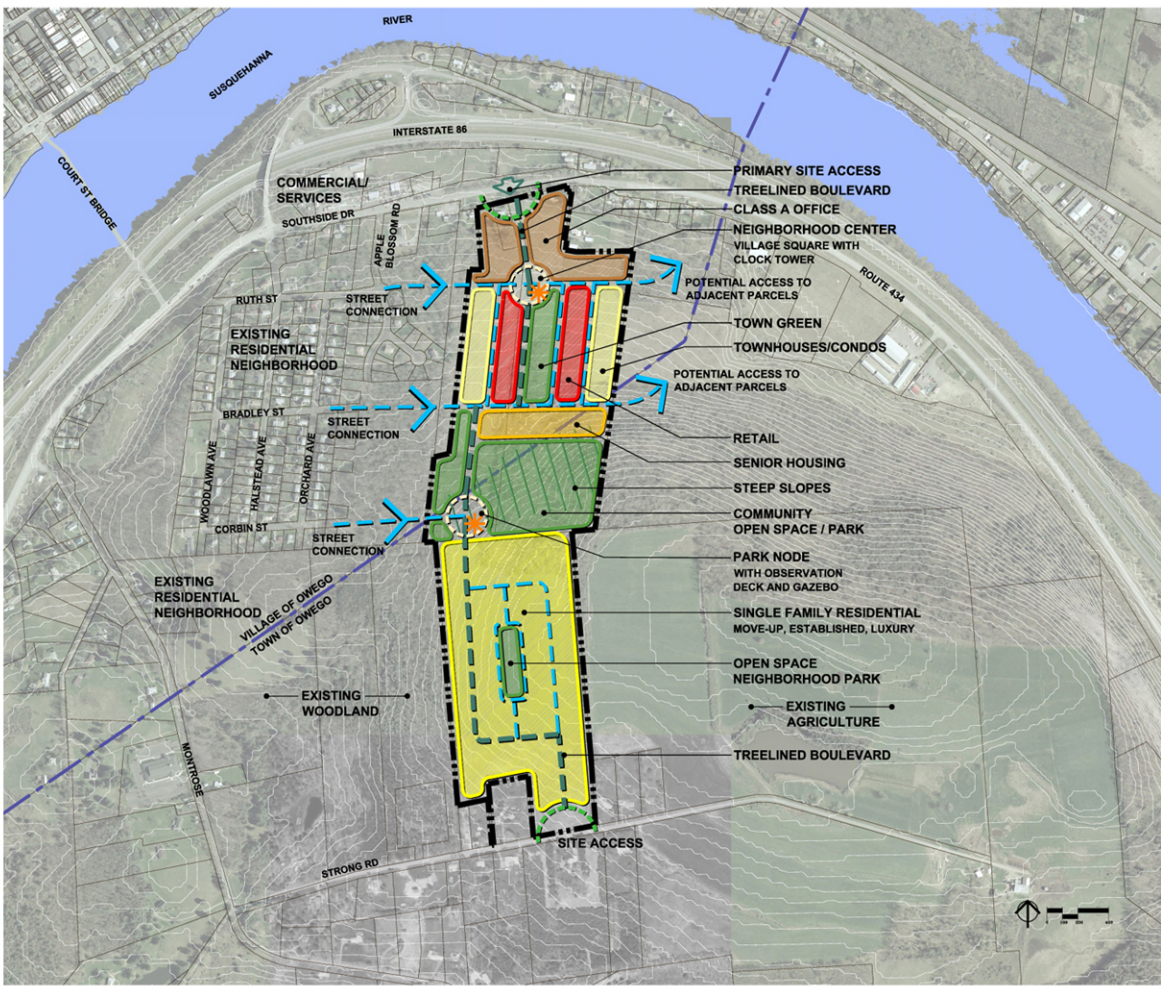 RIVER
SUSQUEHANNA
INTERSTATE 86
COURT ST BRIDGE
COMMERCIAL/
SERVICES
SOUTHSIDE DR
APPLE
BLOSSOM RD
PRIMARY SITE ACCESS
TREELINED BOULEVARD
CLASS A OFFICE
NEIGHBORHOOD CENTER
VILLAGE SQUARE WITH
CLOCK TOWER
ROUTE 434
POTENTIAL ACCESS TO
ADJACENT PARCELS
RUTH ST
STREET
CONNECTION
EXISTING
RESIDENTIAL
NEIGHBORHOOD
TOWN GREEN
TOWNHOUSES/CONDOS
POTENTIAL ACCESS TO
ADJACENT PARCELS
BRADLEY ST
STREET
CONNECTION
RETAIL
SENIOR HOUSING
STEEP SLOPES
WOODLAWN AVE
HALSTEAD AVE
ORCHARD AVE
COMMUNITY
OPEN SPACE / PARK
CORBIN ST
STREET
CONNECTION
PARK NODE
WITH OBSERVATION
DECK AND GAZEBO
EXISTING
RESIDENTIAL
NEIGHBORHOOD
VILLAGE OF OWEGO
TOWN OF OWEGO
SINGLE FAMILY RESIDENTIAL
MOVE-UP, ESTABLISHED, LUXURY
OPEN SPACE
NEIGHBORHOOD PARK
EXISTING
WOODLAND
EXISTING
AGRICULTURE
MONTROSE
TREELINED BOULEVARD
SITE ACCESS
STRONG RD